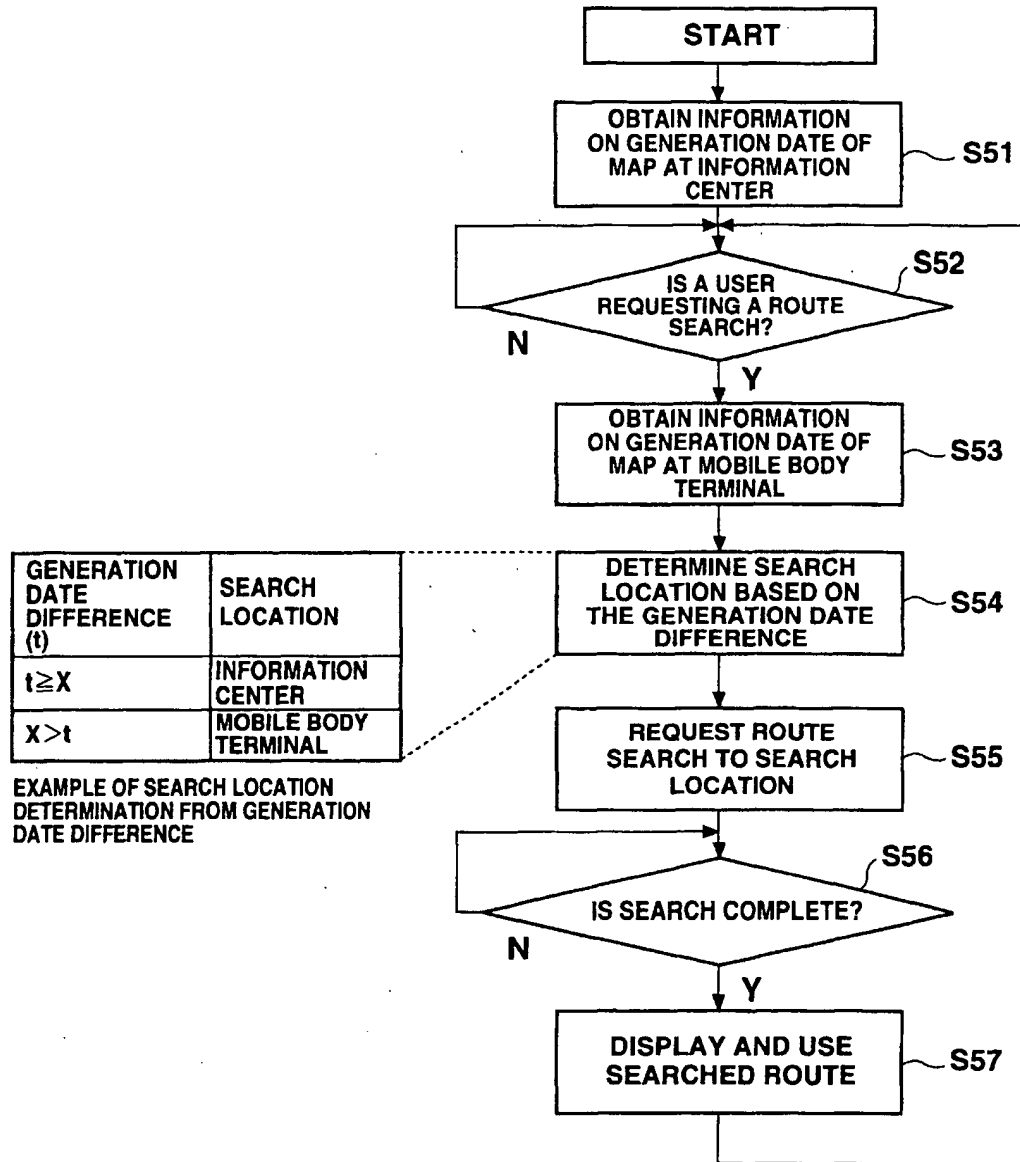 START
OBTAIN INFORMATION
ON GENERATION DATE OF
MAP AT INFORMATION
CENTER
S51
IS A USER
REQUESTING A ROUTE
SEARCH?
S52
N
Y
OBTAIN INFORMATION
ON GENERATION DATE OF
MAP AT MOBILE BODY
TERMINAL
S53
DETERMINE SEARCH
LOCATION BASED ON
THE GENERATION DATE
DIFFERENCE
S54
GENERATION
DATE
DIFFERENCE
(t)
SEARCH
LOCATION
t≧X
INFORMATION
CENTER
X>t
MOBILE BODY
TERMINAL
EXAMPLE OF SEARCH LOCATION
DETERMINATION FROM GENERATION
DATE DIFFERENCE
REQUEST ROUTE
SEARCH TO SEARCH
LOCATION
S55
IS SEARCH COMPLETE?
S56
N
Y
DISPLAY AND USE
SEARCHED ROUTE
S57